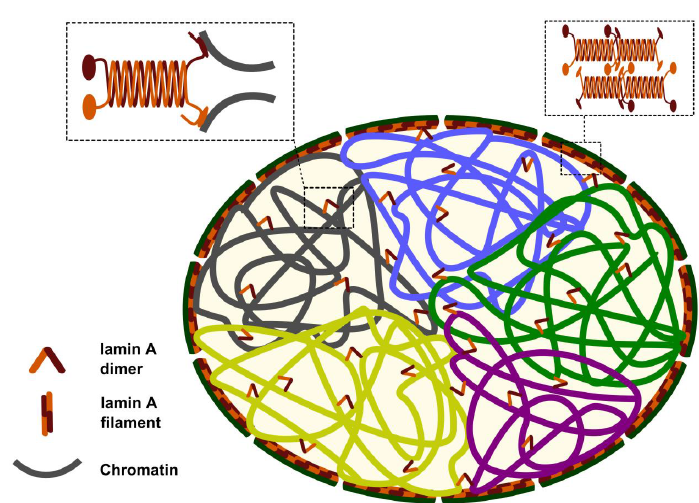 lamin A
dimer
lamin A
filament
Chromatin